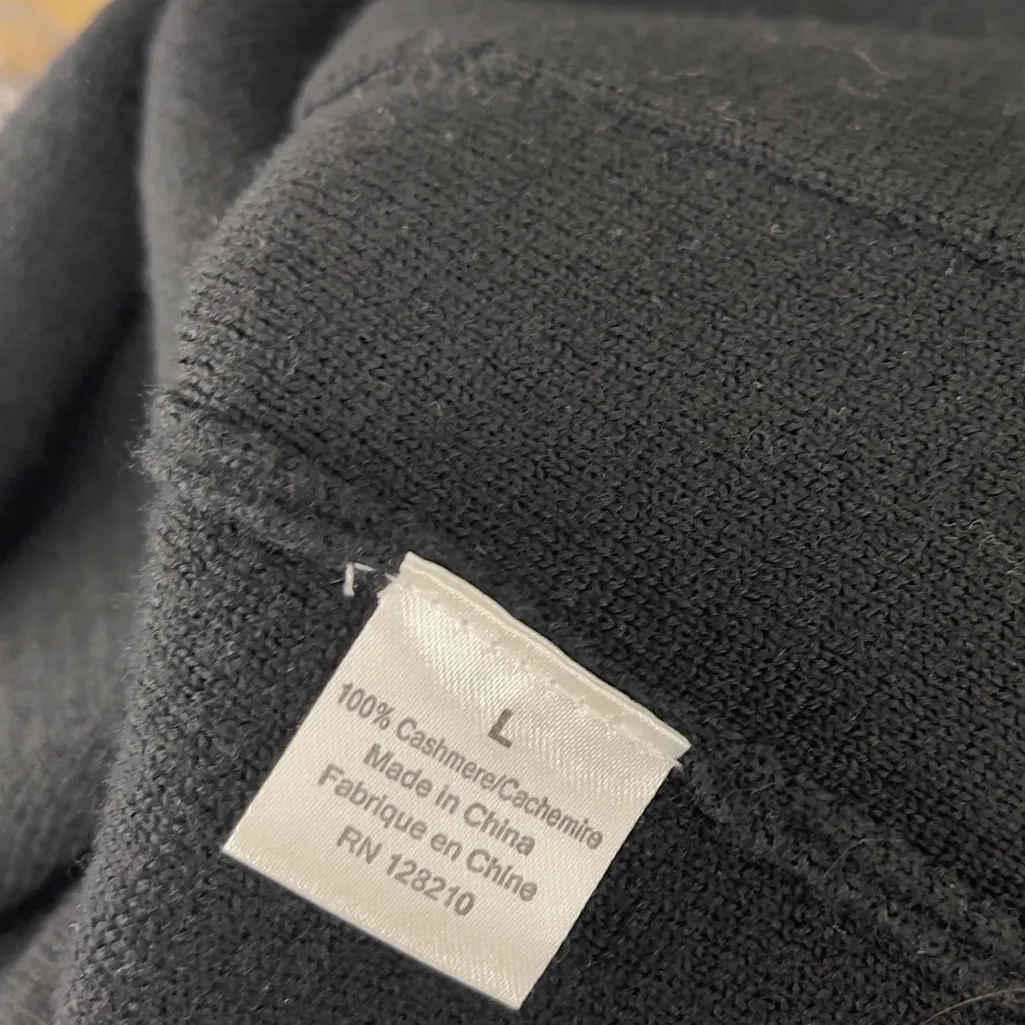 L
100% Cashmere/Cachemire
Made in China
Fabrique en Chine
RN 128210